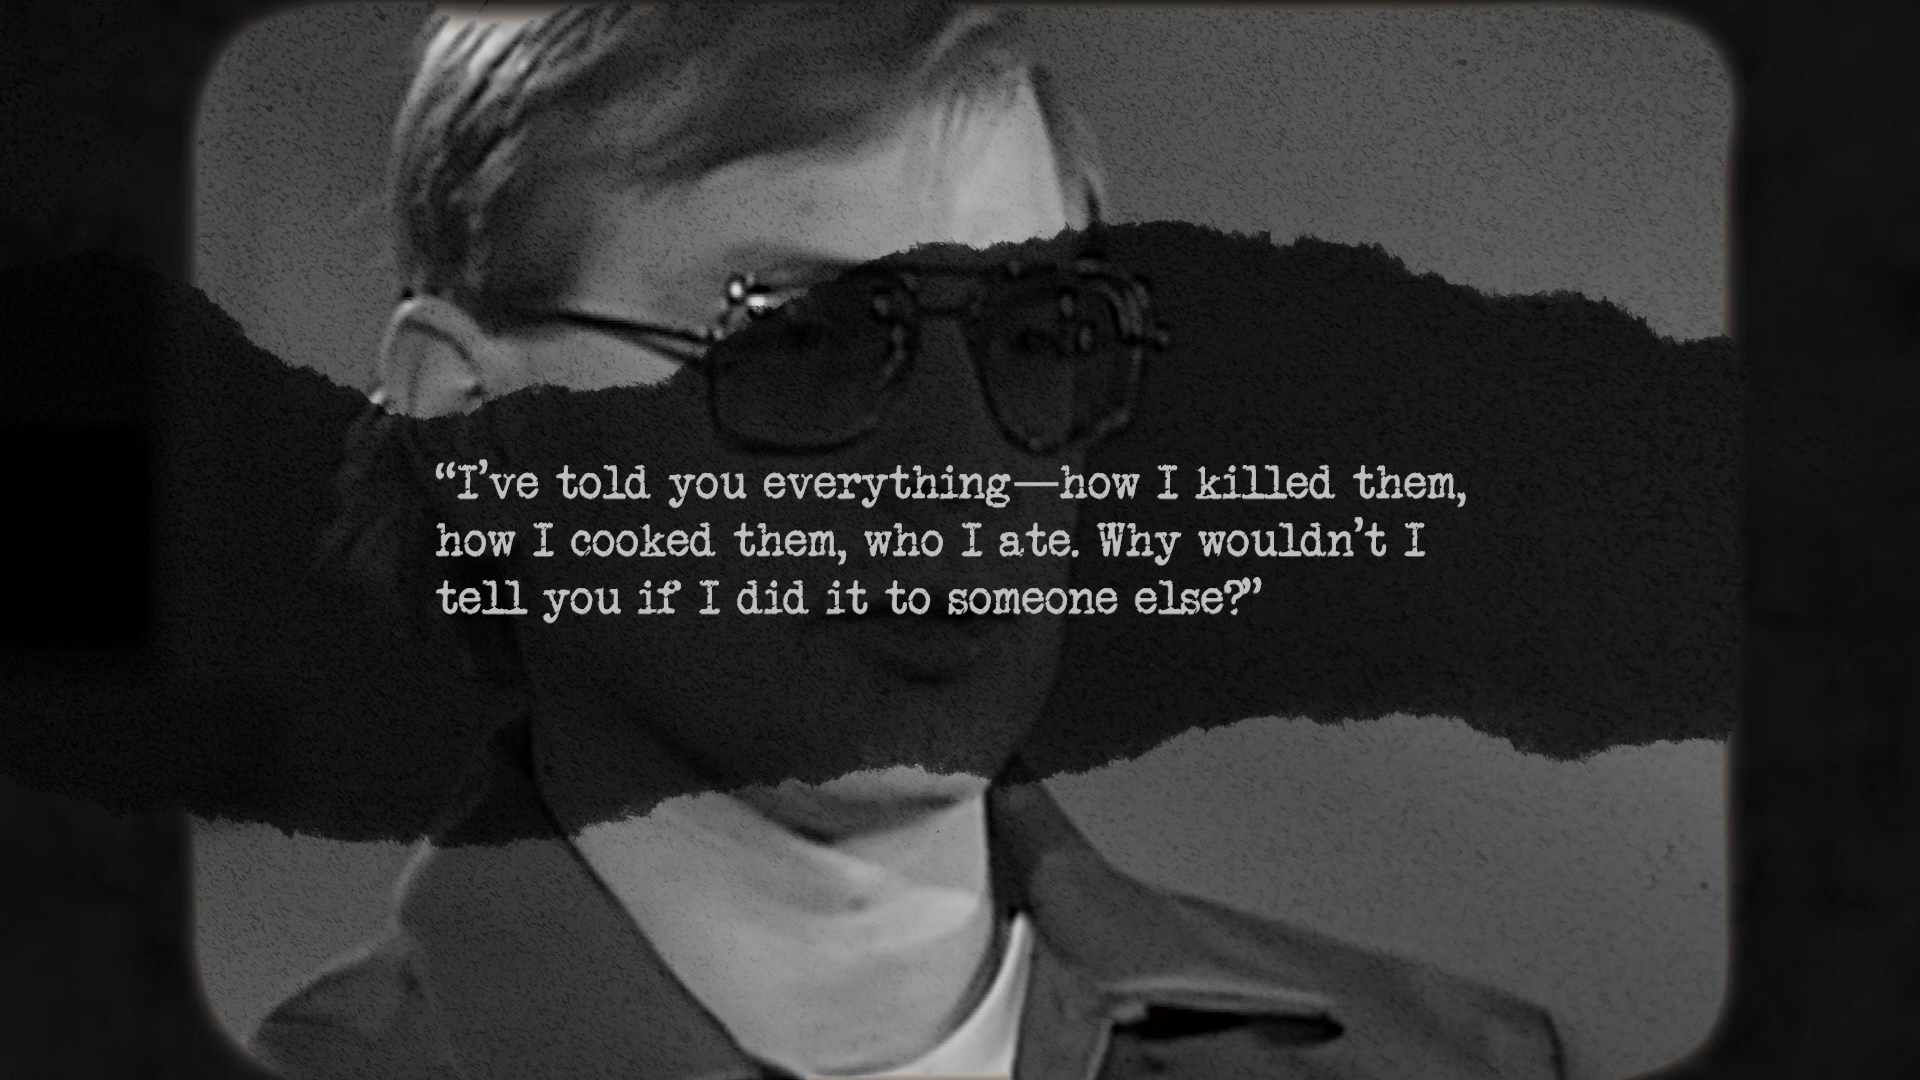 “I’ve told you everything—how I killed them,
how I cooked them, who I ate. Why wouldn’t I
tell you if I did it to someone else?”